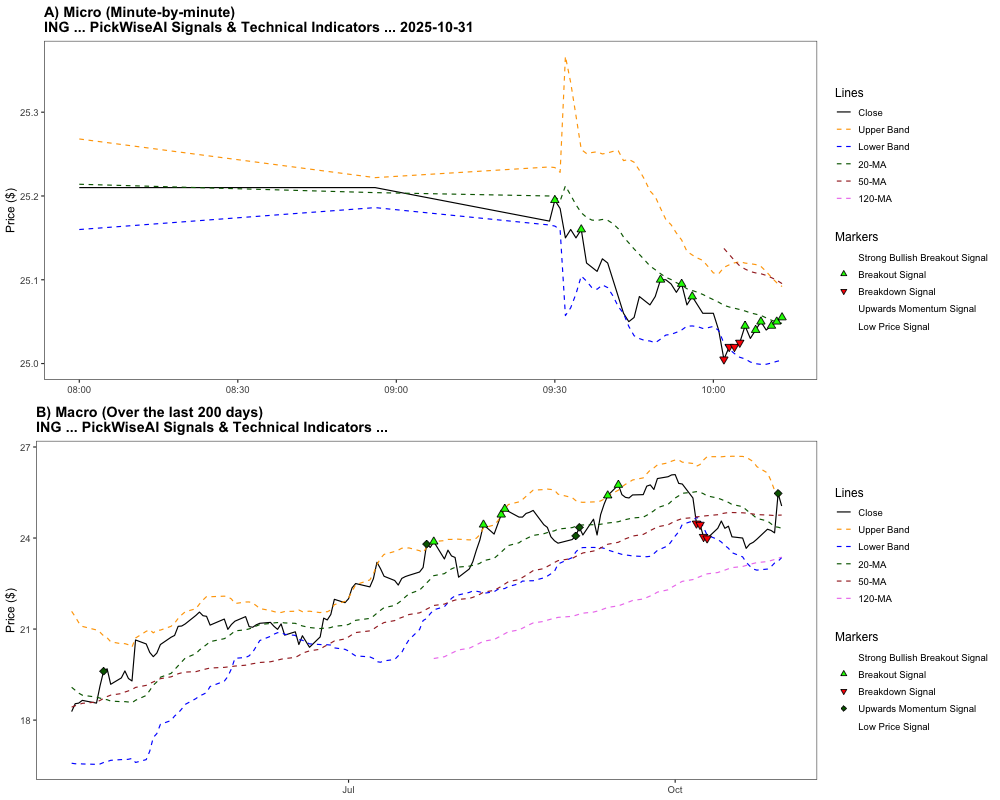 A) Micro (Minute-by-minute)
ING ... PickWiseAI Signals & Technical Indicators ... 2025-10-31
Price ($)
25.3
25.2
25.1
25.0
08:00
08:30
09:00
09:30
10:00
Lines
Close
Upper Band
Lower Band
20-MA
50-MA
120-MA
Markers
Strong Bullish Breakout Signal
Breakout Signal
Breakdown Signal
Upwards Momentum Signal
Low Price Signal
B) Macro (Over the last 200 days)
ING ... PickWiseAI Signals & Technical Indicators ...
Price ($)
27
24
21
18
Jul
Oct
Lines
Close
Upper Band
Lower Band
20-MA
50-MA
120-MA
Markers
Strong Bullish Breakout Signal
Breakout Signal
Breakdown Signal
Upwards Momentum Signal
Low Price Signal